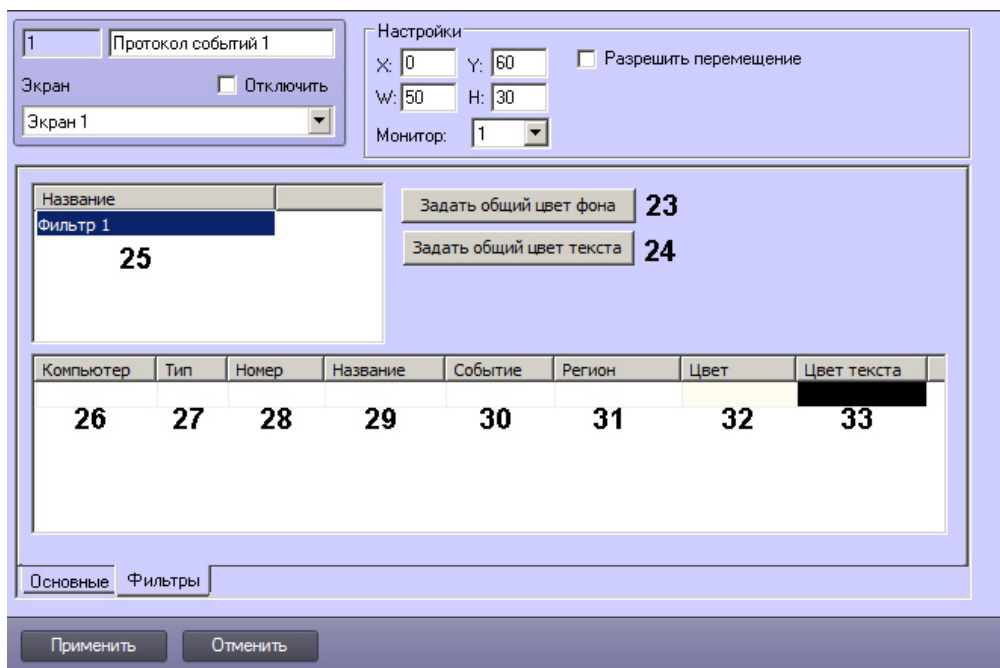 1 Протокол событий 1
Экран Отключить
Экран 1
Настройки
X: 0 Y: 60 Разрешить перемещение
W: 50 H: 30
Монитор: 1
Название
Фильтр 1
25
Задать общий цвет фона 23
Задать общий цвет текста 24
Компьютер Тип Номер Название Событие Регион Цвет Цвет текста
26 27 28 29 30 31 32 33
Основные Фильтры
Применить Отменить